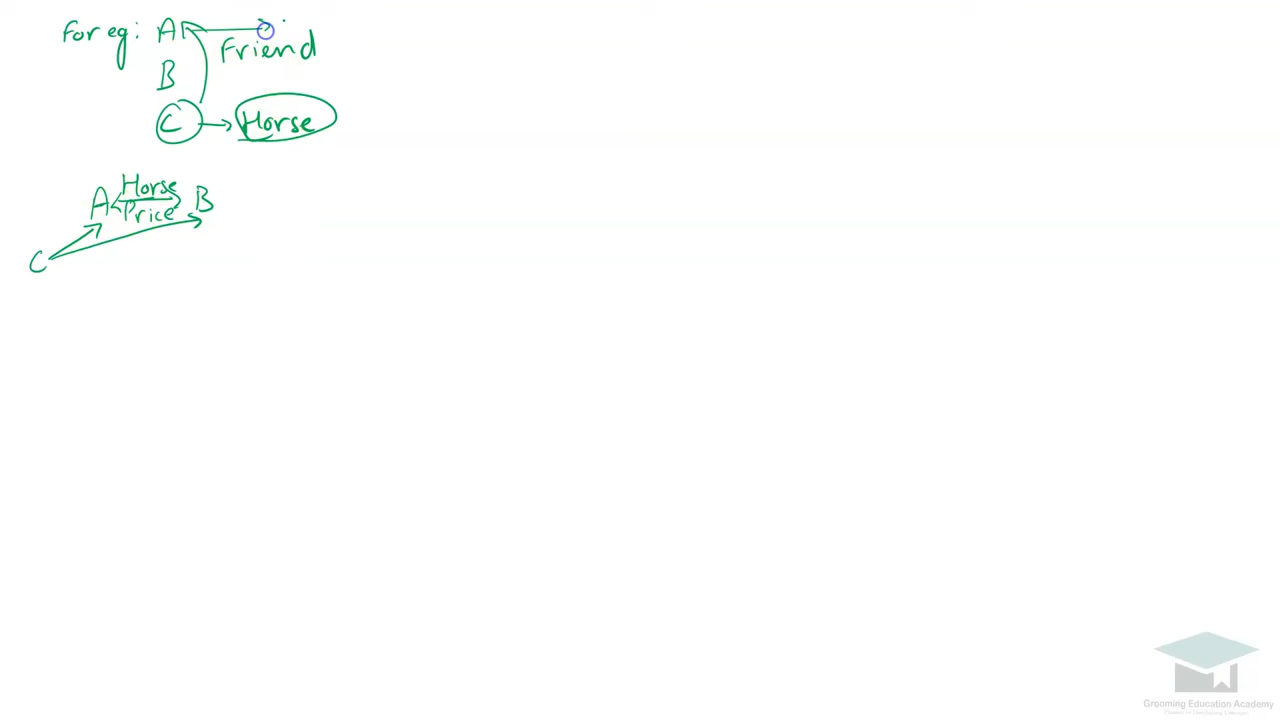 For eg: A
Friend
B
C Horse
Horse
A B
Price
C
Grooming Education Academy